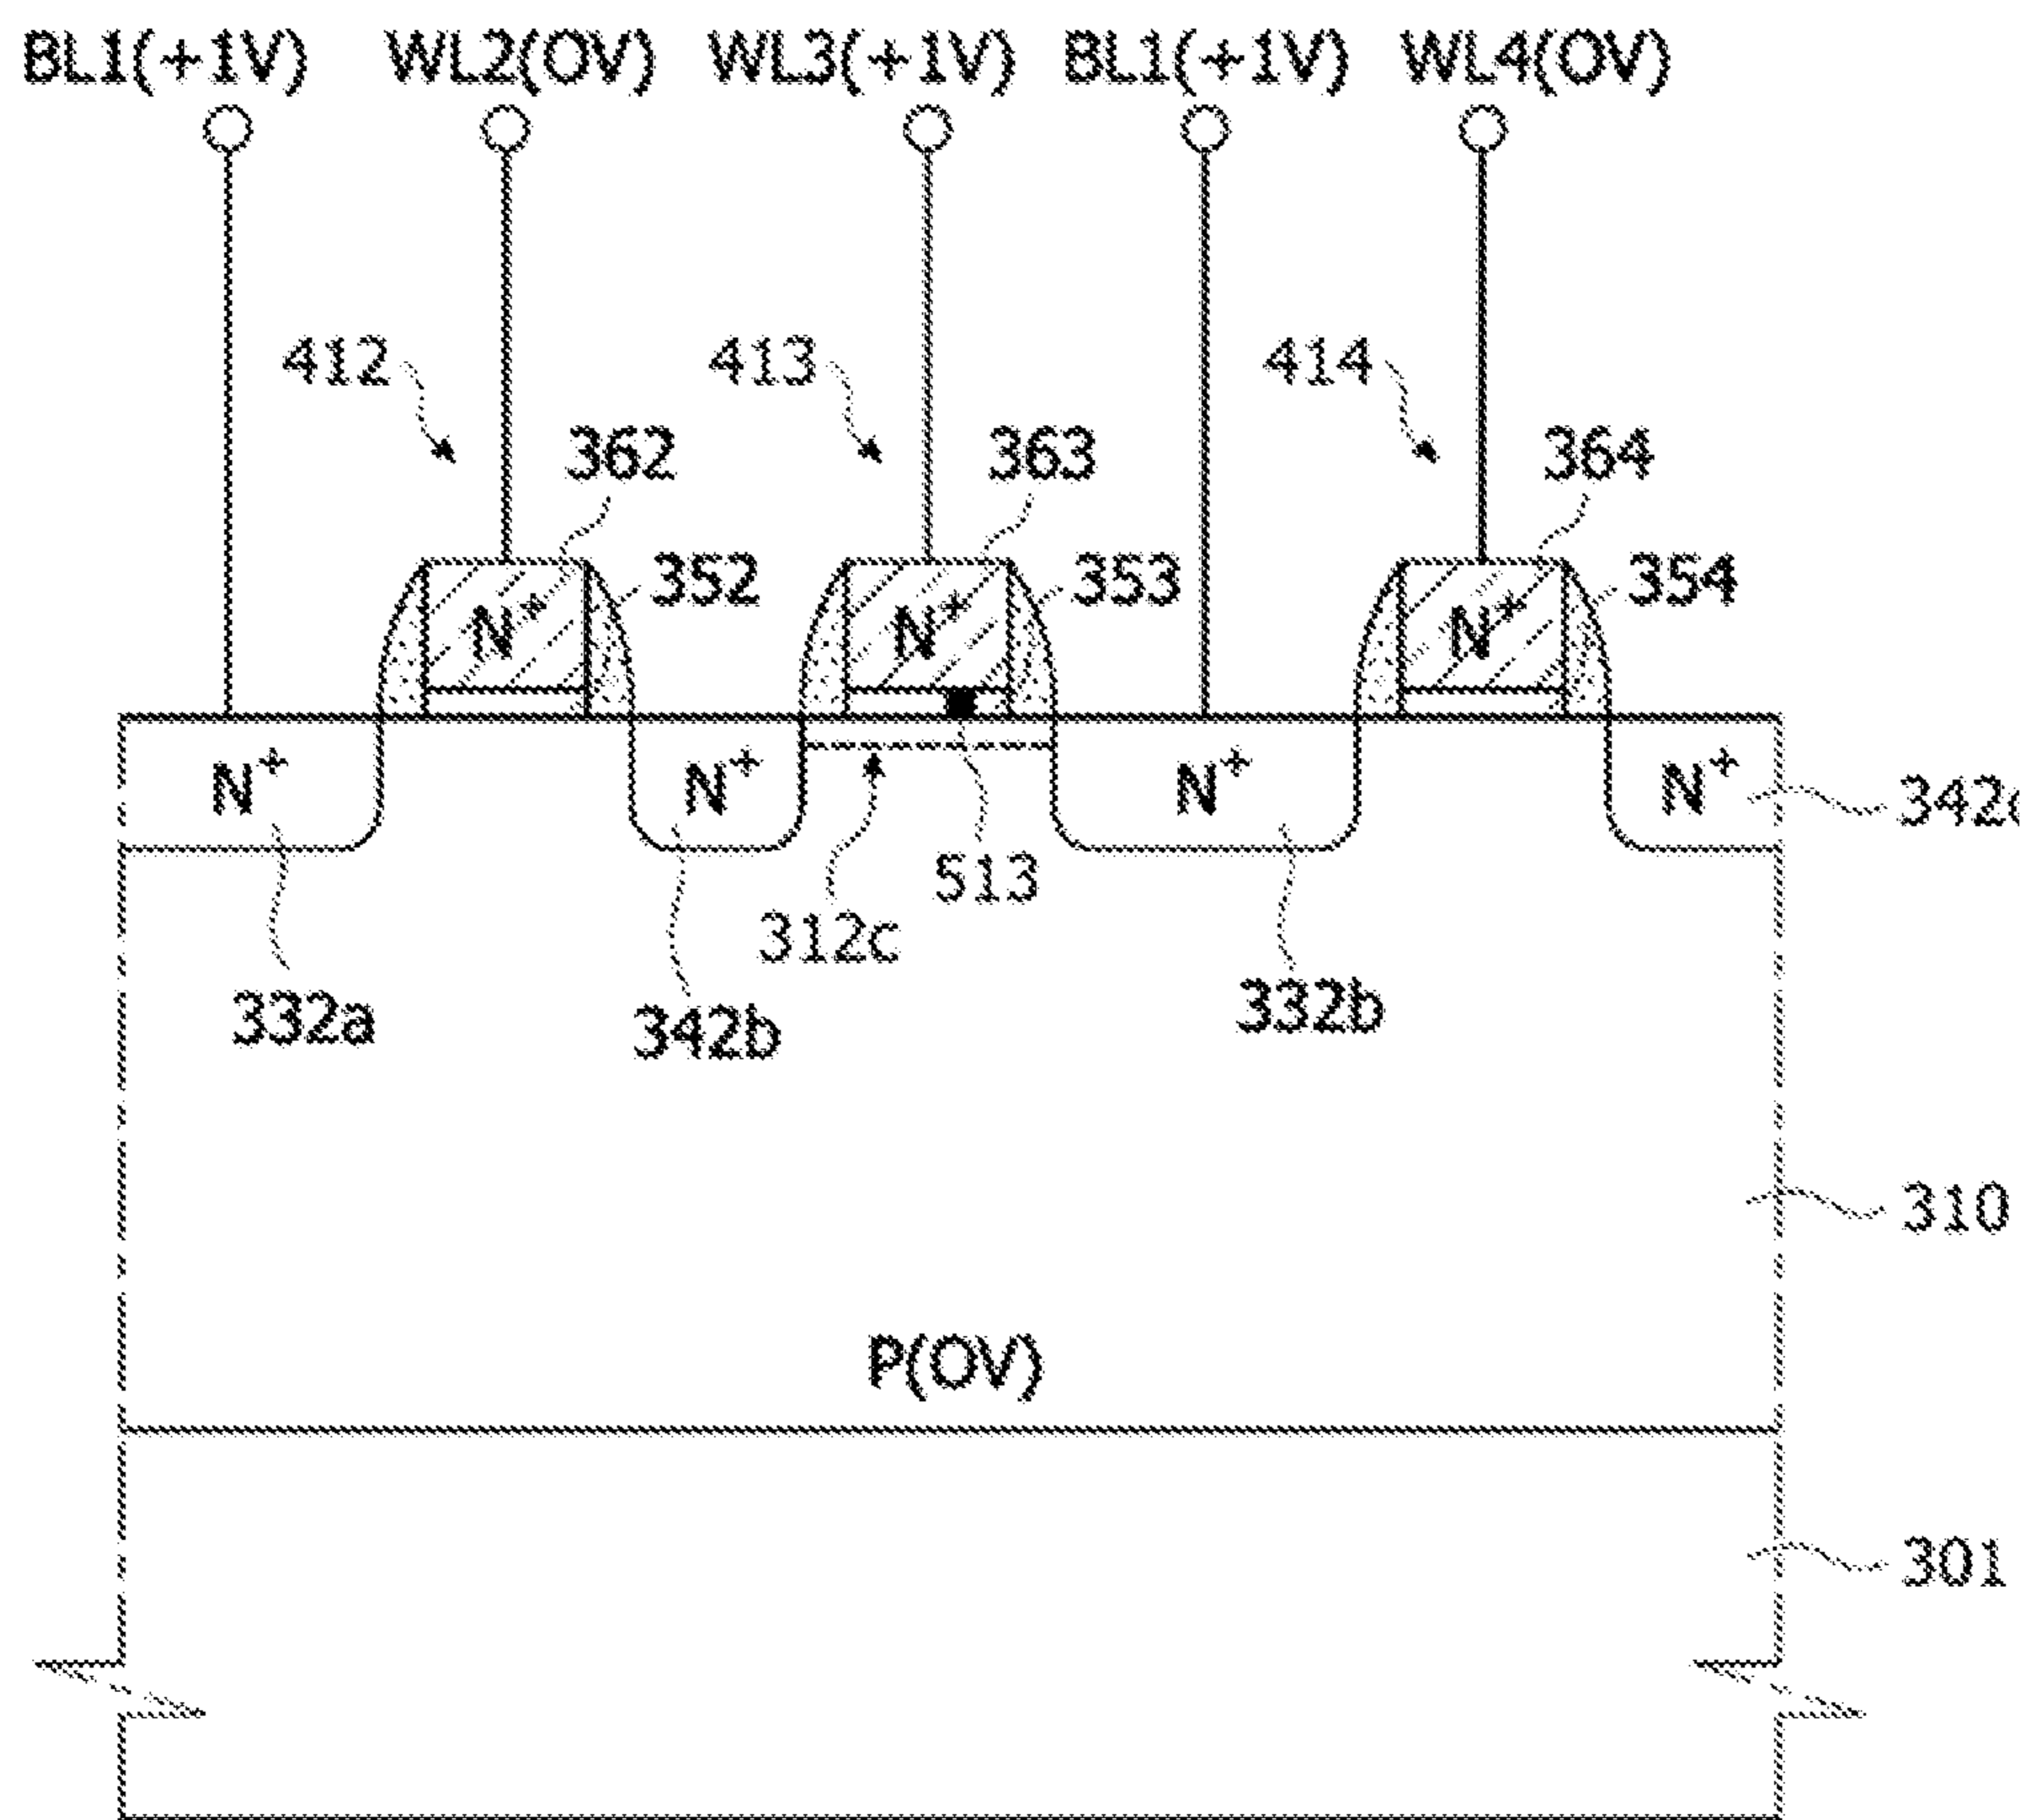 BL1(+1V) WL2(0V) WL3(+1V) BL1(+1V) WL4(0V)
412 413 414
362 363 364
352 353 354
N+ N+ N+
N+ N+ N+ N+
342
513
312c
332a 342b 332b
310
P(0V)
301